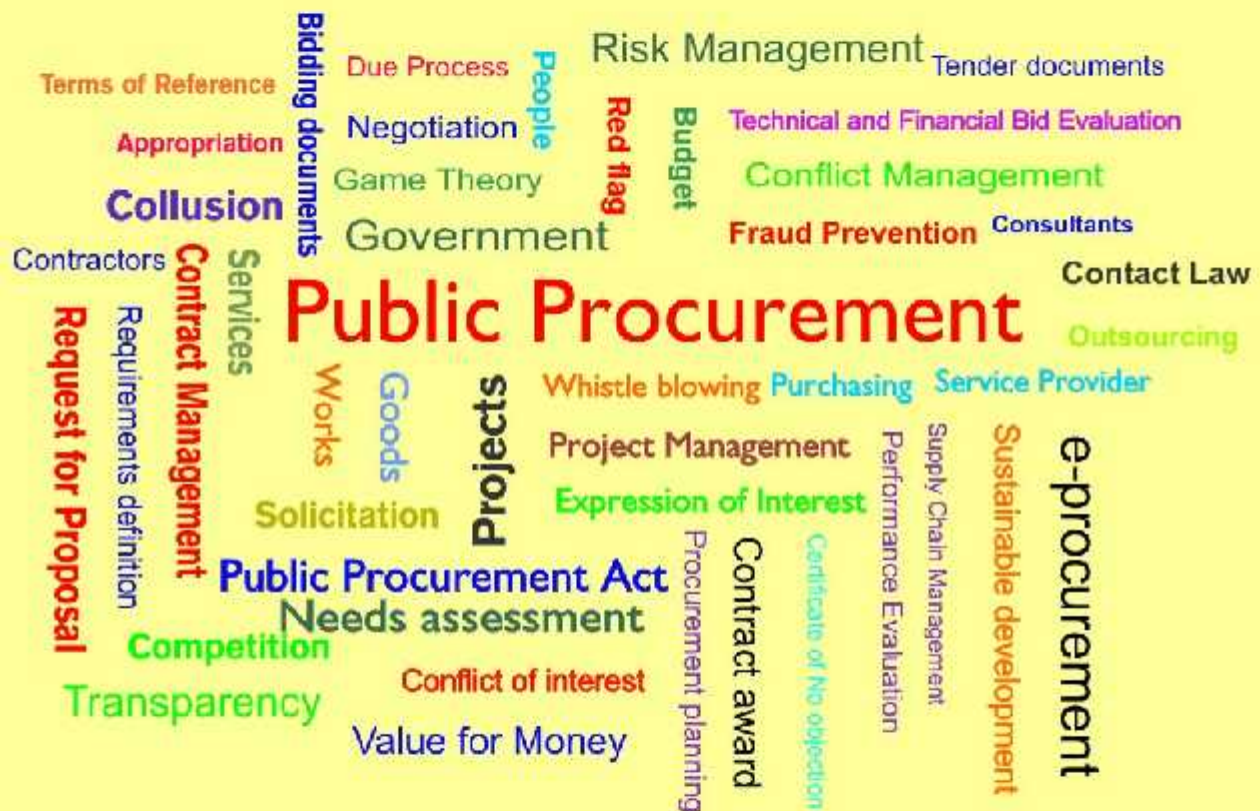 Risk Management
Bidding documents
Due Process
People
Tender documents
Terms of Reference
Negotiation
Red flag
Budget
Technical and Financial Bid Evaluation
Appropriation
Game Theory
Conflict Management
Collusion
Government
Fraud Prevention
Consultants
Contractors
Contract Management
Services
Contact Law
Public Procurement
Request for Proposal
Requirements definition
Outsourcing
Works
Goods
Projects
Whistle blowing
Purchasing
Service Provider
Project Management
Performance Evaluation
Supply Chain Management
Sustainable development
e-procurement
Solicitation
Expression of Interest
Public Procurement Act
Procurement planning
Contract award
Certificate of No objection
Needs assessment
Competition
Conflict of interest
Transparency
Value for Money